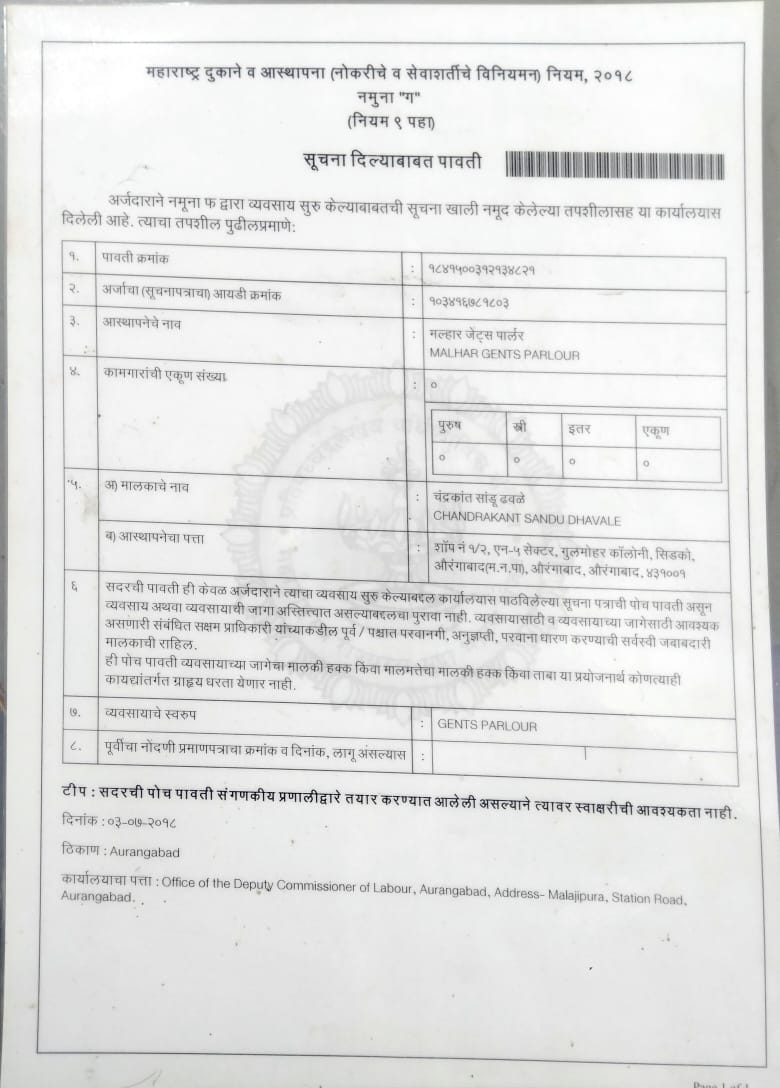 महाराष्ट्र दुकाने व आस्थापना (नोकरीचे व सेवाशर्तीचे विनियमन) नियम, २०१८
नमुना "ग"
(नियम ९ पहा)
सूचना दिल्याबाबत पावती
अर्जदाराने नमूना फ द्वारा व्यवसाय सुरु केल्याबाबतची सूचना खाली नमूद केलेल्या तपशीलासह या कार्यालयास
दिलेली आहे. त्याचा तपशील पुढीलप्रमाणे:
१. पावती क्रमांक : १८४१५००३१२१३४८२१
२. अर्जाचा (सूचनापत्राचा) आयडी क्रमांक : १०३४१६७८१८०३
३. आस्थापनेचे नाव : मल्हार जेंट्स पार्लर
MALHAR GENTS PARLOUR
४. कामगारांची एकूण संख्या : ०
पुरुष स्त्री इतर एकूण
० ० ० ०
५. अ) मालकाचे नाव : चंद्रकांत सांडू ढवळे
CHANDRAKANT SANDU DHAVALE
ब) आस्थापनेचा पत्ता : शॉप नं १/२, एन-५ सेक्टर, गुलमोहर कॉलोनी, सिडको,
औरंगाबाद(म.न.पा), औरंगाबाद, औरंगाबाद, ४३१००१
६ सदरची पावती ही केवळ अर्जदाराने त्याचा व्यवसाय सुरु केल्याबद्दल कार्यालयास पाठविलेल्या सूचना पत्राची पोच पावती असून
व्यवसाय अथवा व्यवसायाची जागा अस्तित्वात असल्याबद्दलचा पुरावा नाही. व्यवसायासाठी व व्यवसायाच्या जागेसाठी आवश्यक
असणारी संबंधित सक्षम प्राधिकारी यांच्याकडील पूर्व / पश्चात परवानगी, अनुज्ञप्ती, परवाना धारण करण्याची सर्वस्वी जबाबदारी
मालकाची राहिल.
ही पोच पावती व्यवसायाच्या जागेचा मालकी हक्क किंवा मालमत्तेचा मालकी हक्क किंवा ताबा या प्रयोजनार्थ कोणत्याही
कायद्यांतर्गत ग्राहय धरता येणार नाही.
७. व्यवसायाचे स्वरुप : GENTS PARLOUR
८. पूर्वीचा नोंदणी प्रमाणपत्राचा क्रमांक व दिनांक, लागू असल्यास :
टीप : सदरची पोच पावती संगणकीय प्रणालीद्वारे तयार करण्यात आलेली असल्याने त्यावर स्वाक्षरीची आवश्यकता नाही.
दिनांक : ०३-०७-२०१८
ठिकाण : Aurangabad
कार्यालयाचा पत्ता : Office of the Deputy Commissioner of Labour, Aurangabad, Address- Malajipura, Station Road,
Aurangabad.